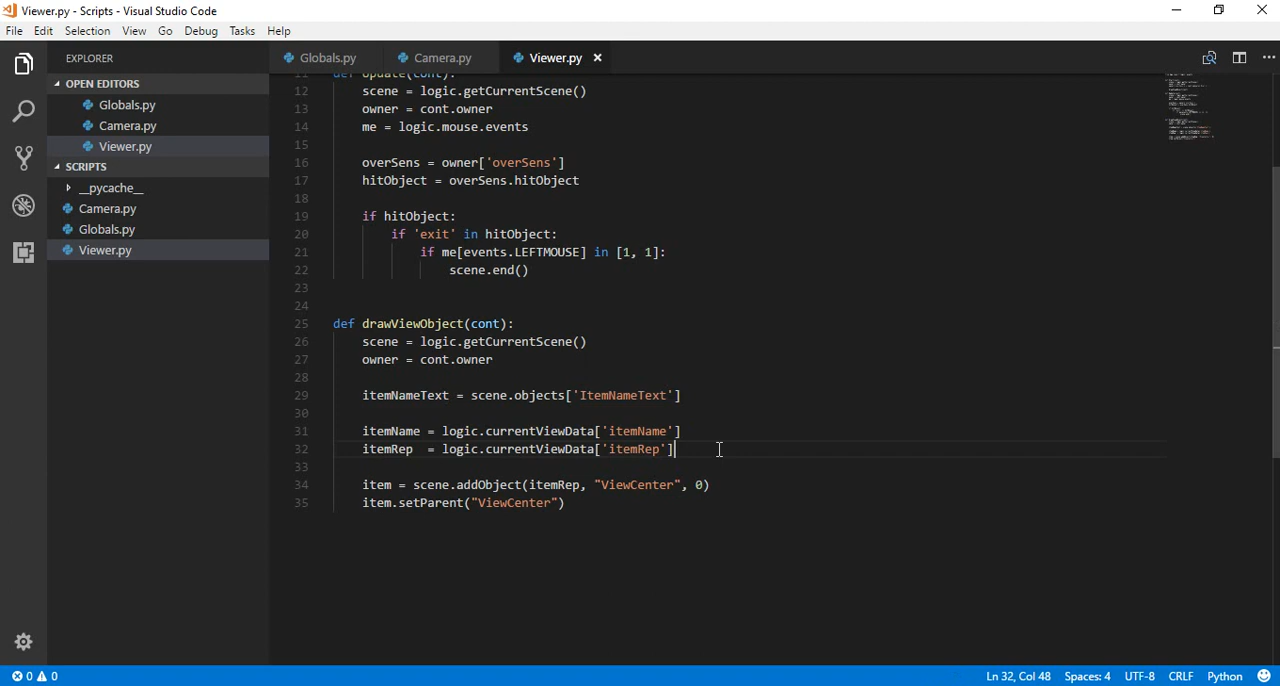 Viewer.py - Scripts - Visual Studio Code
File Edit Selection View Go Debug Tasks Help
EXPLORER
OPEN EDITORS
Globals.py
Camera.py
Viewer.py
SCRIPTS
__pycache__
Camera.py
Globals.py
Viewer.py
Globals.py Camera.py Viewer.py
11 def Update(cont):
12 scene = logic.getCurrentScene()
13 owner = cont.owner
14 me = logic.mouse.events
15
16 overSens = owner['overSens']
17 hitObject = overSens.hitObject
18
19 if hitObject:
20 if 'exit' in hitObject:
21 if me[events.LEFTMOUSE] in [1, 1]:
22 scene.end()
23
24
25 def drawViewObject(cont):
26 scene = logic.getCurrentScene()
27 owner = cont.owner
28
29 itemNameText = scene.objects['ItemNameText']
30
31 itemName = logic.currentViewData['itemName']
32 itemRep  = logic.currentViewData['itemRep']
33
34 item = scene.addObject(itemRep, "ViewCenter", 0)
35 item.setParent("ViewCenter")
0 0 Ln 32, Col 48 Spaces: 4 UTF-8 CRLF Python